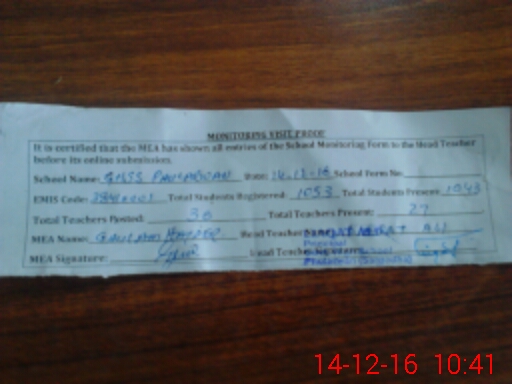 MONITORING VISIT PROOF
It is certified that the MEA has shown all entries of the School Monitoring Form to the Head Teacher
before its online submission.
School Name: GHSS Date: 14-12-16 School Form No.
EMIS Code: Total Students Registered: 1053 Total Students Present: 1043
Total Teachers Posted: 30 Total Teachers Present: 27
MEA Name: Head Teacher ALI
MEA Signature: Head Teacher
Principal
14-12-16 10:41